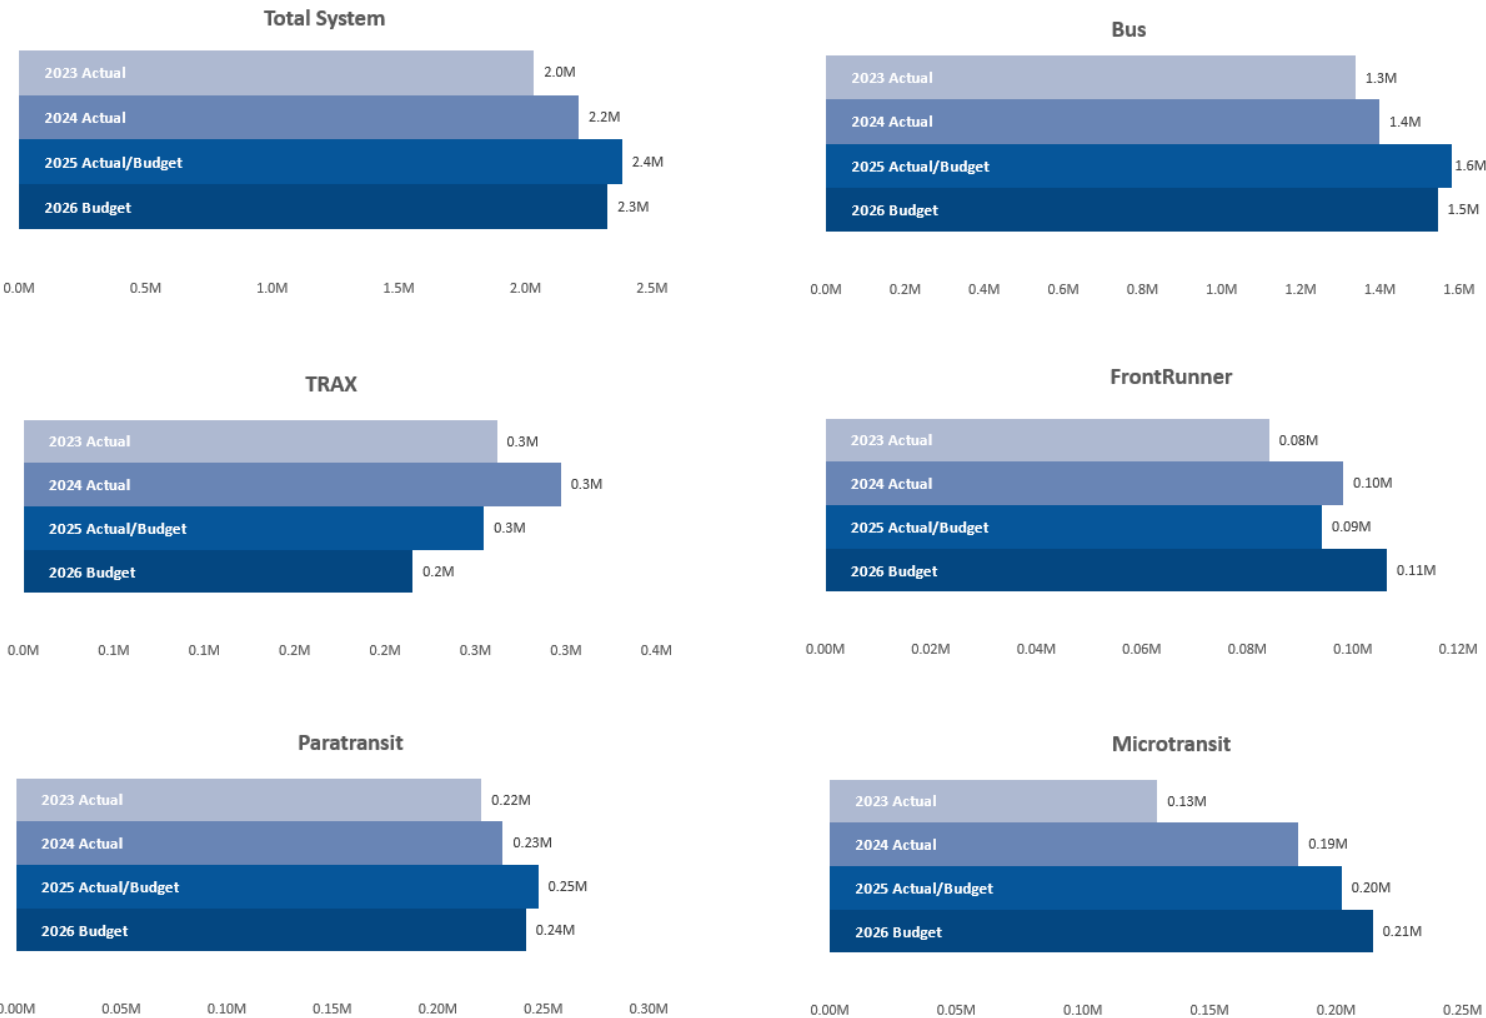 Total System
2023 Actual 2.0M
2024 Actual 2.2M
2025 Actual/Budget 2.4M
2026 Budget 2.3M
0.0M 0.5M 1.0M 1.5M 2.0M 2.5M
Bus
2023 Actual 1.3M
2024 Actual 1.4M
2025 Actual/Budget 1.6M
2026 Budget 1.5M
0.0M 0.2M 0.4M 0.6M 0.8M 1.0M 1.2M 1.4M 1.6M
TRAX
2023 Actual 0.3M
2024 Actual 0.3M
2025 Actual/Budget 0.3M
2026 Budget 0.2M
0.0M 0.1M 0.1M 0.2M 0.2M 0.3M 0.3M 0.4M
FrontRunner
2023 Actual 0.08M
2024 Actual 0.10M
2025 Actual/Budget 0.09M
2026 Budget 0.11M
0.00M 0.02M 0.04M 0.06M 0.08M 0.10M 0.12M
Paratransit
2023 Actual 0.22M
2024 Actual 0.23M
2025 Actual/Budget 0.25M
2026 Budget 0.24M
0.00M 0.05M 0.10M 0.15M 0.20M 0.25M 0.30M
Microtransit
2023 Actual 0.13M
2024 Actual 0.19M
2025 Actual/Budget 0.20M
2026 Budget 0.21M
0.00M 0.05M 0.10M 0.15M 0.20M 0.25M